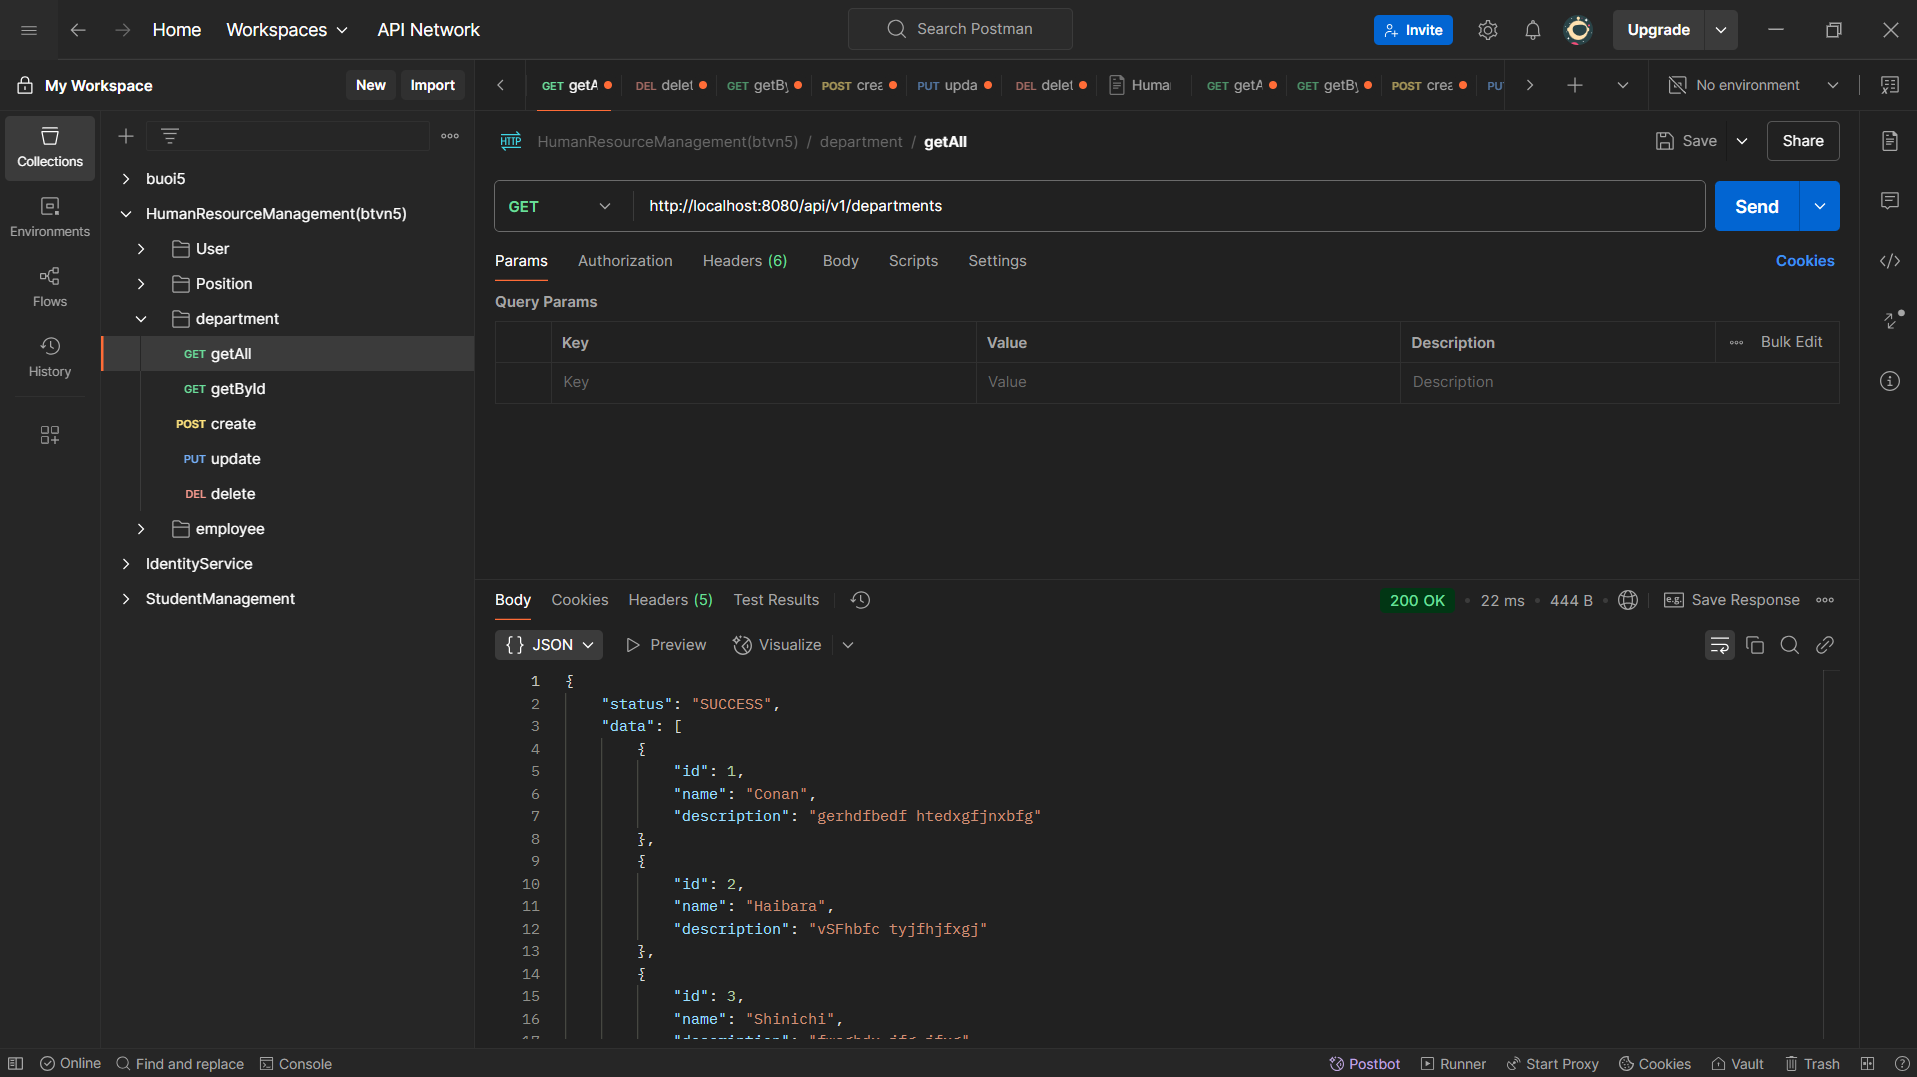 Home
Workspaces
API Network
Search Postman
Invite
Upgrade
My Workspace
New
Import
GET getA
DEL delet
GET getBy
POST crea
PUT upda
DEL delet
Huma
GET getA
GET getBy
POST crea
PU
No environment
Collections
Environments
Flows
History
buoi5
HumanResourceManagement(btvn5)
User
Position
department
GET getAll
GET getById
POST create
PUT update
DEL delete
employee
IdentityService
StudentManagement
HTTP HumanResourceManagement(btvn5) / department / getAll
Save
Share
GET
http://localhost:8080/api/v1/departments
Send
Params
Authorization
Headers (6)
Body
Scripts
Settings
Cookies
Query Params
Key Value Description Bulk Edit
Key Value Description
Body
Cookies
Headers (5)
Test Results
200 OK
22 ms
444 B
e.g. Save Response
{} JSON
Preview
Visualize
1 {
2 "status": "SUCCESS",
3 "data": [
4 {
5 "id": 1,
6 "name": "Conan",
7 "description": "gerhdfbedf htedxgfjnxbfg"
8 },
9 {
10 "id": 2,
11 "name": "Haibara",
12 "description": "vSFhbfc tyjfhjfxgj"
13 },
14 {
15 "id": 3,
16 "name": "Shinichi",
17 "description":
Online
Find and replace
Console
Postbot
Runner
Start Proxy
Cookies
Vault
Trash